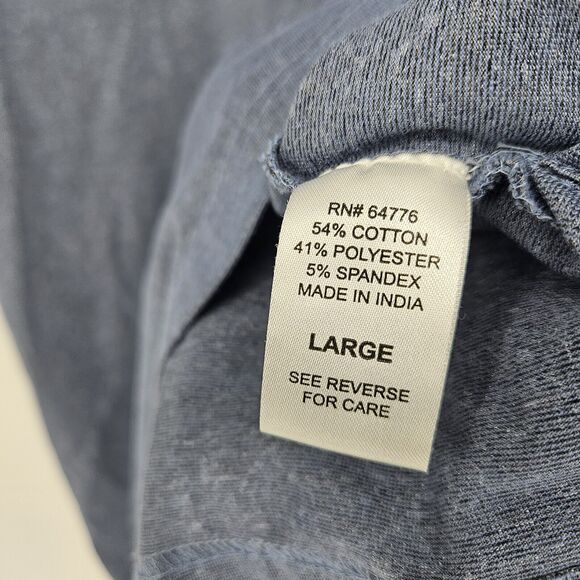 RN# 64776
54% COTTON
41% POLYESTER
5% SPANDEX
MADE IN INDIA
LARGE
SEE REVERSE
FOR CARE